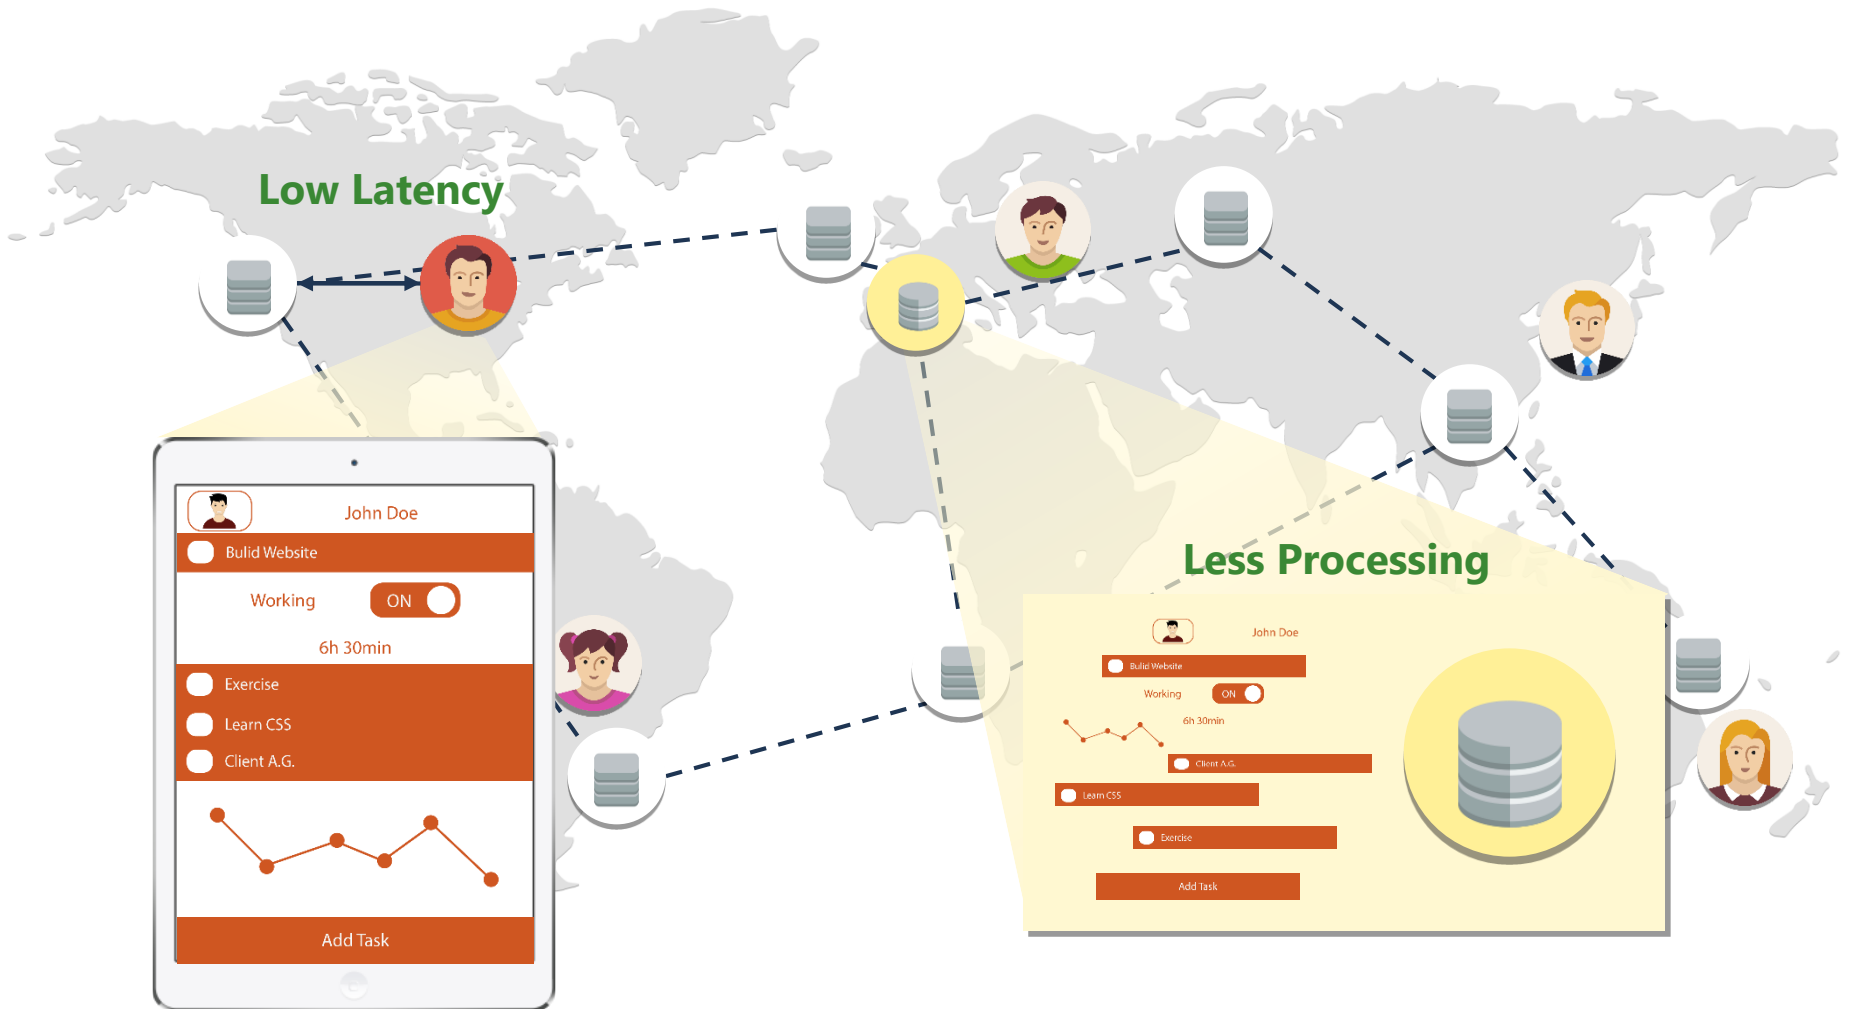 Low Latency
John Doe
Bulid Website
Working ON
6h 30min
Exercise
Learn CSS
Client A.G.
Add Task
Less Processing
John Doe
Bulid Website
Working ON
6h 30min
Client A.G.
Learn CSS
Exercise
Add Task